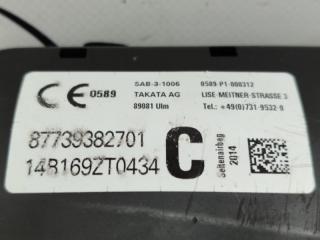 CE 0589
SAB-3-1006
TAKATA AG
89081 Ulm
0589-P1-000312
LISE-MEITNER-STRASSE 3
Tel.: +49(0)731-9532-0
87739382701
14B169ZT0434
C
Seitenairbag
2014